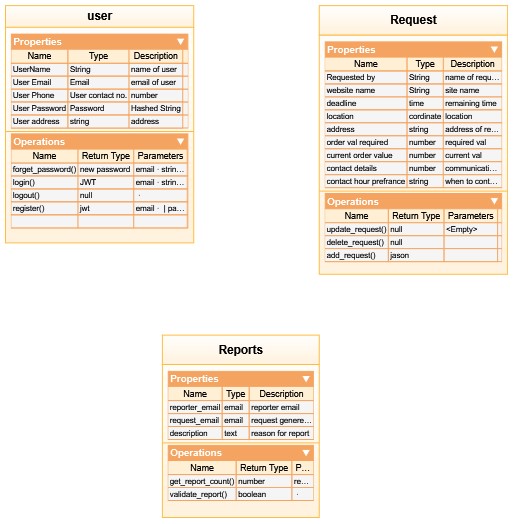 user
Properties ▼
Name Type Description
UserName String name of user
User Email Email email of user
User Phone User contact no. number
User Password Password Hashed String
User address string address
Operations ▼
Name Return Type Parameters
forget_password() new password email · strin...
login() JWT email · strin...
logout() null ·
register() jwt email · | pa...
Request
Properties ▼
Name Type Description
Requested by String name of requ...
website name String site name
deadline time remaining time
location cordinate location
address string address of re...
order val required number required val
current order value number current val
contact details number communicati...
contact hour prefrance string when to cont...
Operations ▼
Name Return Type Parameters
update_request() null <Empty>
delete_request() null
add_request() jason
Reports
Properties ▼
Name Type Description
reporter_email email reporter email
request_email email request genere...
description text reason for report
Operations ▼
Name Return Type P...
get_report_count() number re...
validate_report() boolean ·